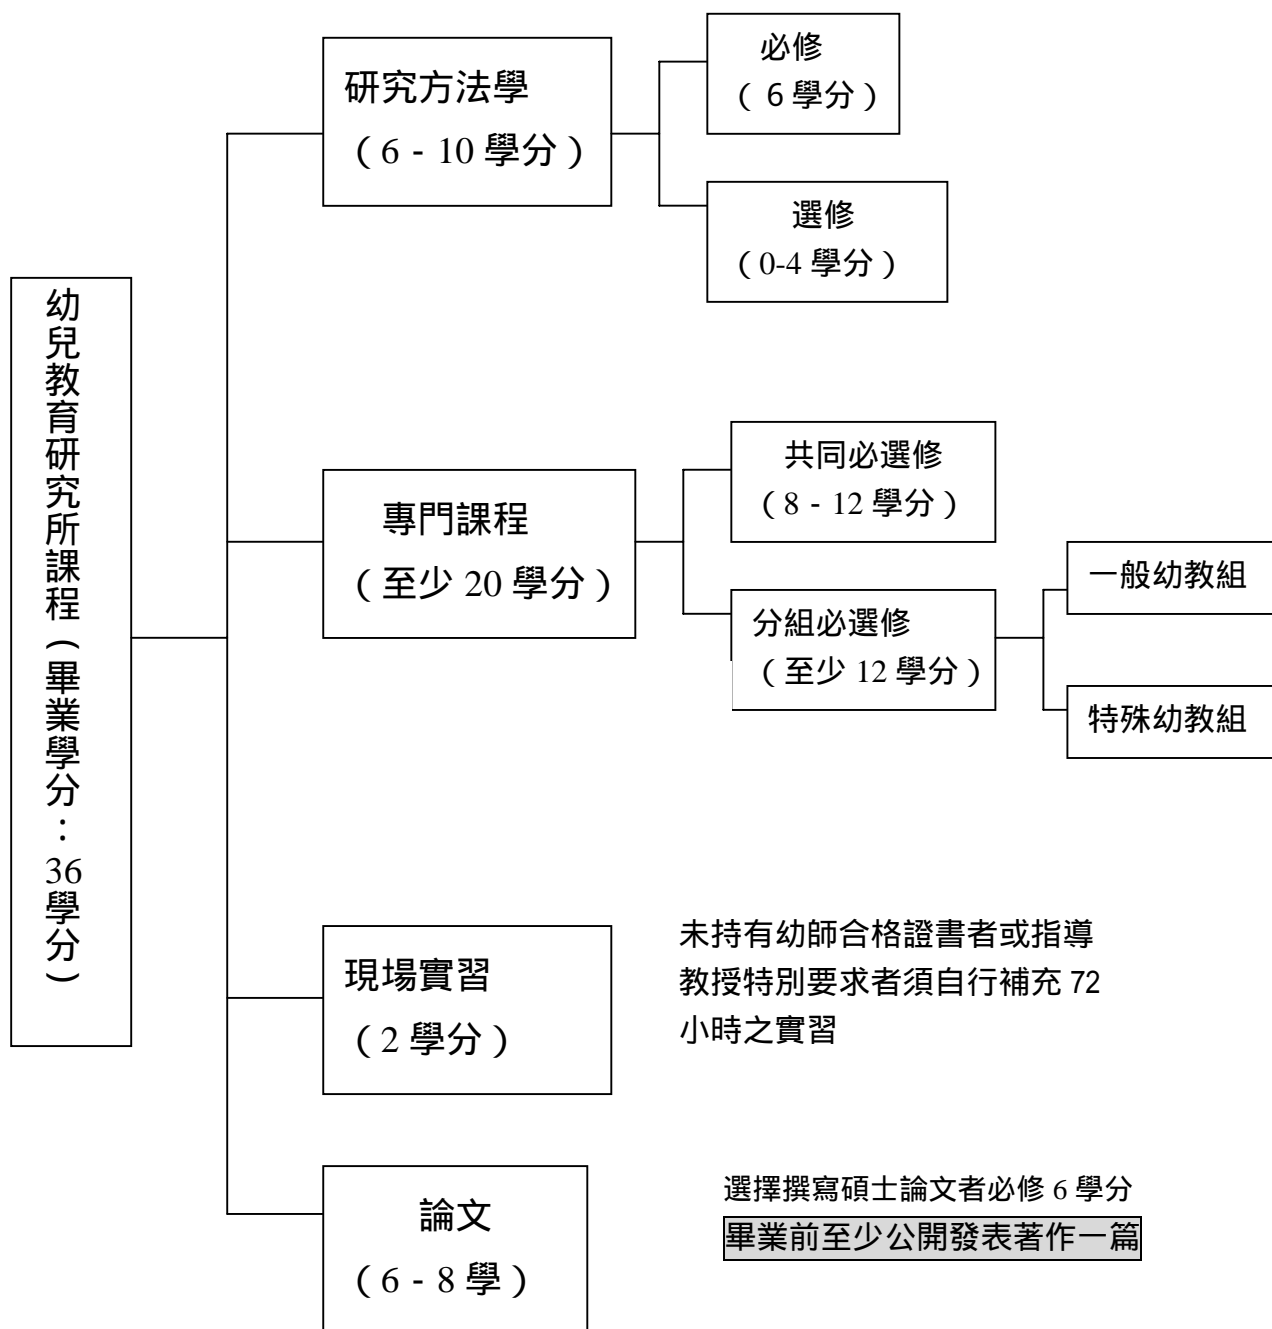 幼兒教育研究所課程(畢業學分：36學分)
研究方法學
（6 - 10 學分）
必修
（ 6 學分）
選修
（0-4 學分）
專門課程
（至少 20 學分）
共同必選修
（8 - 12 學分）
分組必選修
（至少 12 學分）
一般幼教組
特殊幼教組
現場實習
（2 學分）
未持有幼師合格證書者或指導
教授特別要求者須自行補充 72
小時之實習
論文
（6 - 8 學）
選擇撰寫碩士論文者必修 6 學分
畢業前至少公開發表著作一篇